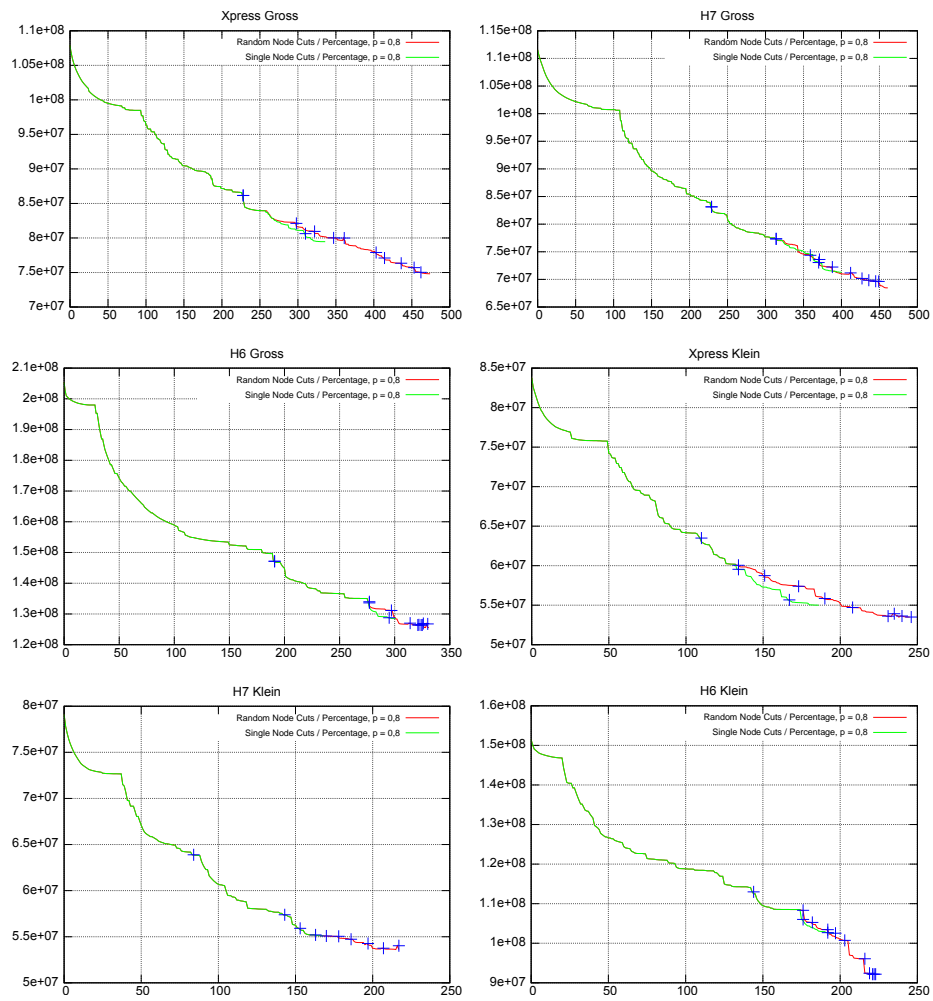 Xpress Gross
1.1e+08
1.05e+08
1e+08
9.5e+07
9e+07
8.5e+07
8e+07
7.5e+07
7e+07
Random Node Cuts / Percentage, p = 0,8
Single Node Cuts / Percentage, p = 0,8
0 50 100 150 200 250 300 350 400 450 500
H7 Gross
1.15e+08
1.1e+08
1.05e+08
1e+08
9.5e+07
9e+07
8.5e+07
8e+07
7.5e+07
7e+07
6.5e+07
Random Node Cuts / Percentage, p = 0,8
Single Node Cuts / Percentage, p = 0,8
0 50 100 150 200 250 300 350 400 450 500
H6 Gross
2.1e+08
2e+08
1.9e+08
1.8e+08
1.7e+08
1.6e+08
1.5e+08
1.4e+08
1.3e+08
1.2e+08
Random Node Cuts / Percentage, p = 0,8
Single Node Cuts / Percentage, p = 0,8
0 50 100 150 200 250 300 350
Xpress Klein
8.5e+07
8e+07
7.5e+07
7e+07
6.5e+07
6e+07
5.5e+07
5e+07
Random Node Cuts / Percentage, p = 0,8
Single Node Cuts / Percentage, p = 0,8
0 50 100 150 200 250
H7 Klein
8e+07
7.5e+07
7e+07
6.5e+07
6e+07
5.5e+07
5e+07
Random Node Cuts / Percentage, p = 0,8
Single Node Cuts / Percentage, p = 0,8
0 50 100 150 200 250
H6 Klein
1.6e+08
1.5e+08
1.4e+08
1.3e+08
1.2e+08
1.1e+08
1e+08
9e+07
Random Node Cuts / Percentage, p = 0,8
Single Node Cuts / Percentage, p = 0,8
0 50 100 150 200 250